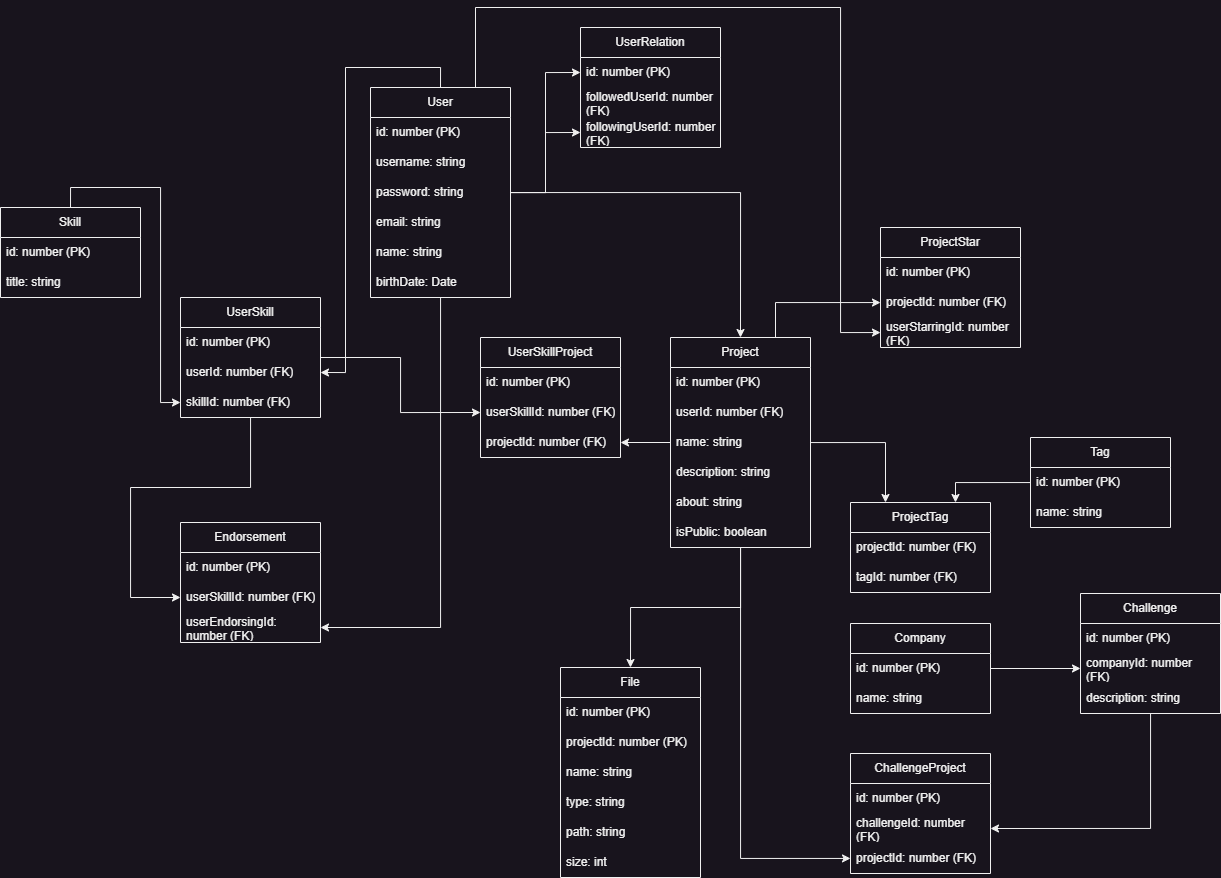 UserRelation
id: number (PK)
followedUserId: number
(FK)
followingUserId: number
(FK)
User
id: number (PK)
username: string
password: string
email: string
name: string
birthDate: Date
Skill
id: number (PK)
title: string
ProjectStar
id: number (PK)
projectId: number (FK)
userStarringId: number
(FK)
UserSkill
id: number (PK)
userId: number (FK)
skillId: number (FK)
UserSkillProject
id: number (PK)
userSkillId: number (FK)
projectId: number (FK)
Project
id: number (PK)
userId: number (FK)
name: string
description: string
about: string
isPublic: boolean
Tag
id: number (PK)
name: string
ProjectTag
projectId: number (FK)
tagId: number (FK)
Endorsement
id: number (PK)
userSkillId: number (FK)
userEndorsingId:
number (FK)
Challenge
id: number (PK)
companyId: number
(FK)
description: string
Company
id: number (PK)
name: string
File
id: number (PK)
projectId: number (PK)
name: string
type: string
path: string
size: int
ChallengeProject
id: number (PK)
challengeId: number
(FK)
projectId: number (FK)